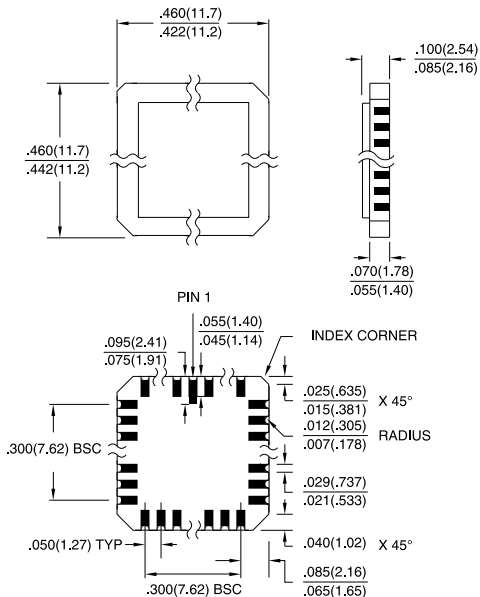 .460(11.7)
.422(11.2)
.100(2.54)
.085(2.16)
.460(11.7)
.442(11.2)
.070(1.78)
.055(1.40)
PIN 1
.055(1.40)
.045(1.14)
INDEX CORNER
.095(2.41)
.075(1.91)
.025(.635)
.015(.381)
X 45°
.012(.305)
.007(.178)
RADIUS
.300(7.62) BSC
.029(.737)
.021(.533)
.050(1.27) TYP
.040(1.02) X 45°
.300(7.62) BSC
.085(2.16)
.065(1.65)